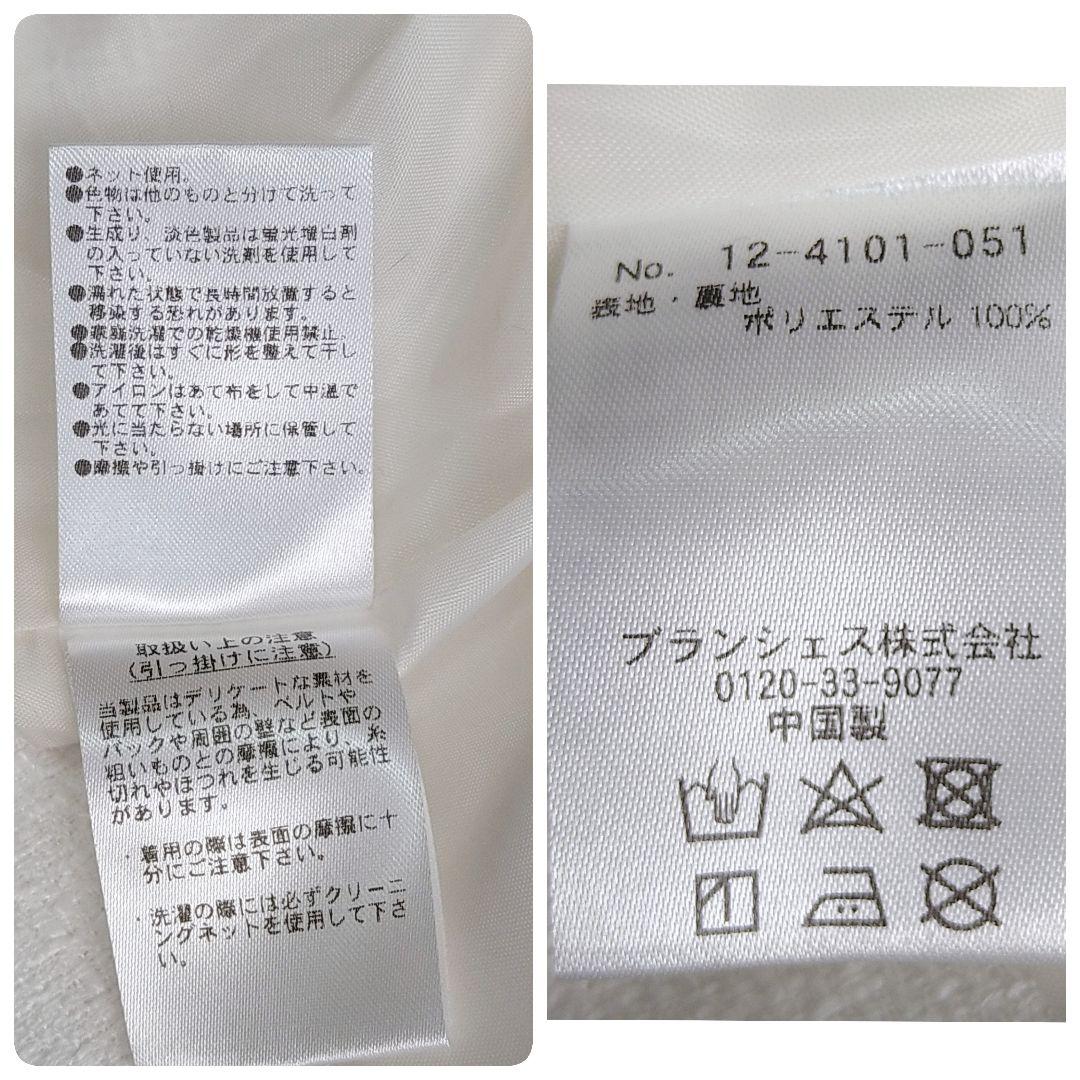 ●ネット使用。
●色物は他のものと分けて洗って
下さい。
●生成り、淡色製品は蛍光増白剤
の入っていない洗剤を使用して
下さい。
●濡れた状態で長時間放置すると
移染する恐れがあります。
●家庭洗濯での乾燥機使用禁止。
●洗濯後はすぐに形を整えて干し
て下さい。
●アイロンはあて布をして中温で
あてて下さい。
●光に当たらない場所に保管して
下さい。
●摩擦や引っ掛けにご注意下さい。
取扱い上の注意
(引っ掛けに注意)
当製品はデリケートな素材を
使用している為、ベルトや
バックや周囲の壁など表面の
粗いものとの摩擦により、糸
切れやほつれを生じる可能性
があります。
・着用の際は表面の摩擦に十
分にご注意下さい。
・洗濯の際には必ずクリーニ
ングネットを使用して下さ
い。
No. 12-4101-051
表地・裏地
ポリエステル 100%
ブランシェス株式会社
0120-33-9077
中国製